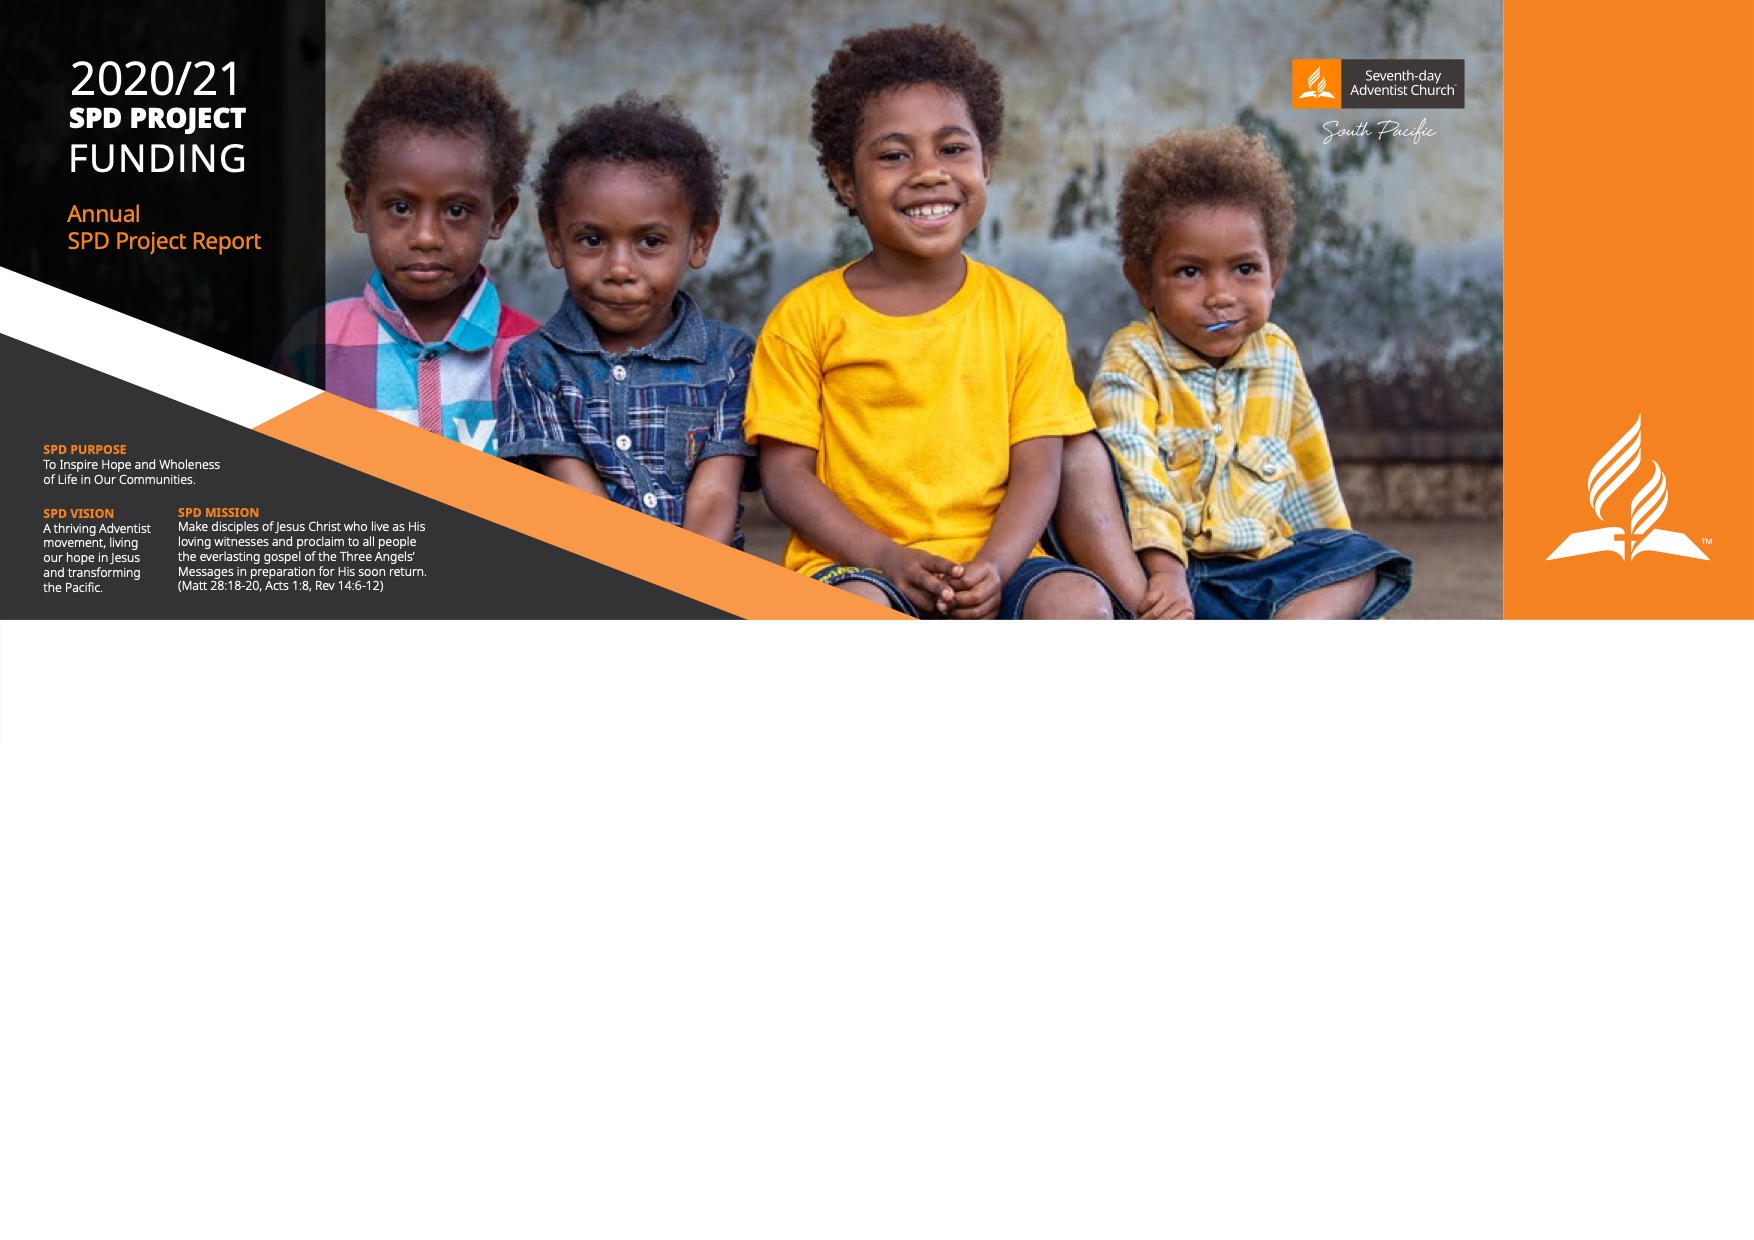 2020/21
SPD PROJECT
FUNDING
Annual
SPD Project Report
Seventh-day
Adventist Church
South Pacific
SPD PURPOSE
To Inspire Hope and Wholeness
of Life in Our Communities.
SPD VISION
A thriving Adventist
movement, living
our hope in Jesus
and transforming
the Pacific.
SPD MISSION
Make disciples of Jesus Christ who live as His
loving witnesses and proclaim to all people
the everlasting gospel of the Three Angels’
Messages in preparation for His soon return.
(Matt 28:18-20, Acts 1:8, Rev 14:6-12)
TM